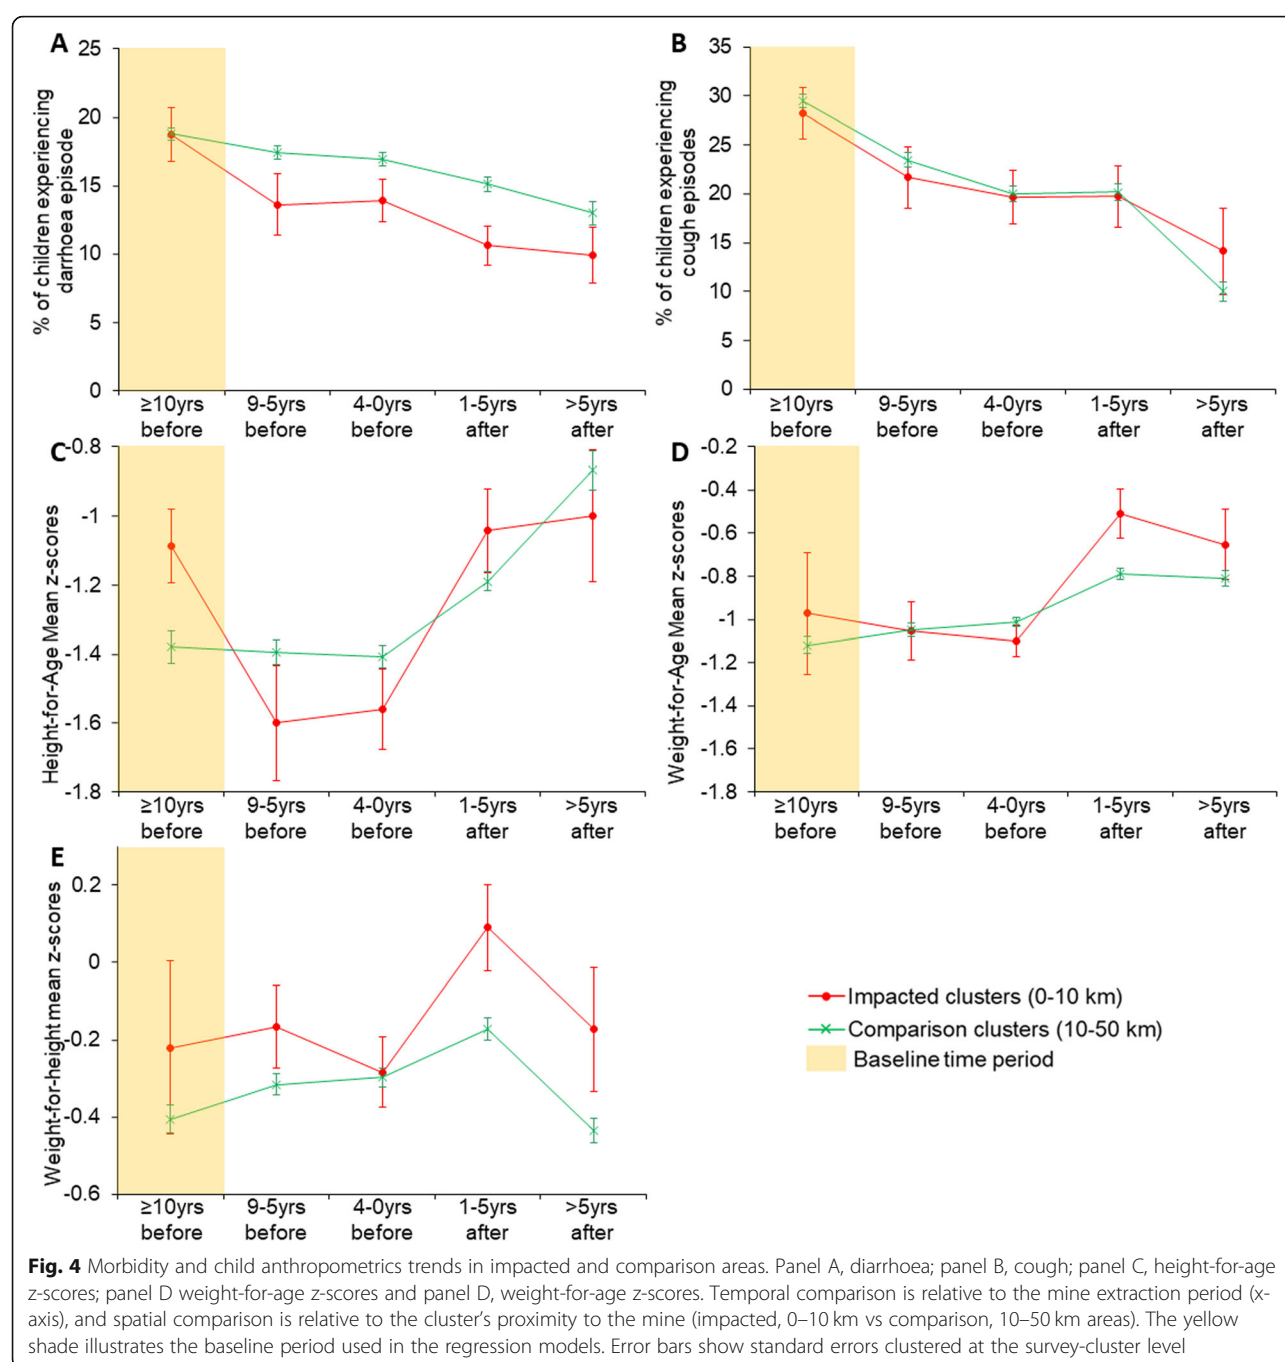 A
25
20
15
10
5
0
% of children experiencing
darrhoea episode
≥10yrs before
9-5yrs before
4-0yrs before
1-5yrs after
>5yrs after
B
35
30
25
20
15
10
5
0
% of children experiencing
cough episodes
≥10yrs before
9-5yrs before
4-0yrs before
1-5yrs after
>5yrs after
C
-0.8
-1
-1.2
-1.4
-1.6
-1.8
Height-for-Age Mean z-scores
≥10yrs before
9-5yrs before
4-0yrs before
1-5yrs after
>5yrs after
D
-0.2
-0.4
-0.6
-0.8
-1
-1.2
-1.4
-1.6
-1.8
Weight-for-Age Mean z-scores
≥10yrs before
9-5yrs before
4-0yrs before
1-5yrs after
>5yrs after
E
0.2
0
-0.2
-0.4
-0.6
Weight-for-height mean z-scores
≥10yrs before
9-5yrs before
4-0yrs before
1-5yrs after
>5yrs after
Impacted clusters (0-10 km)
Comparison clusters (10-50 km)
Baseline time period
Fig. 4 Morbidity and child anthropometrics trends in impacted and comparison areas. Panel A, diarrhoea; panel B, cough; panel C, height-for-age
z-scores; panel D weight-for-age z-scores and panel D, weight-for-age z-scores. Temporal comparison is relative to the mine extraction period (x-
axis), and spatial comparison is relative to the cluster's proximity to the mine (impacted, 0–10 km vs comparison, 10–50 km areas). The yellow
shade illustrates the baseline period used in the regression models. Error bars show standard errors clustered at the survey-cluster level